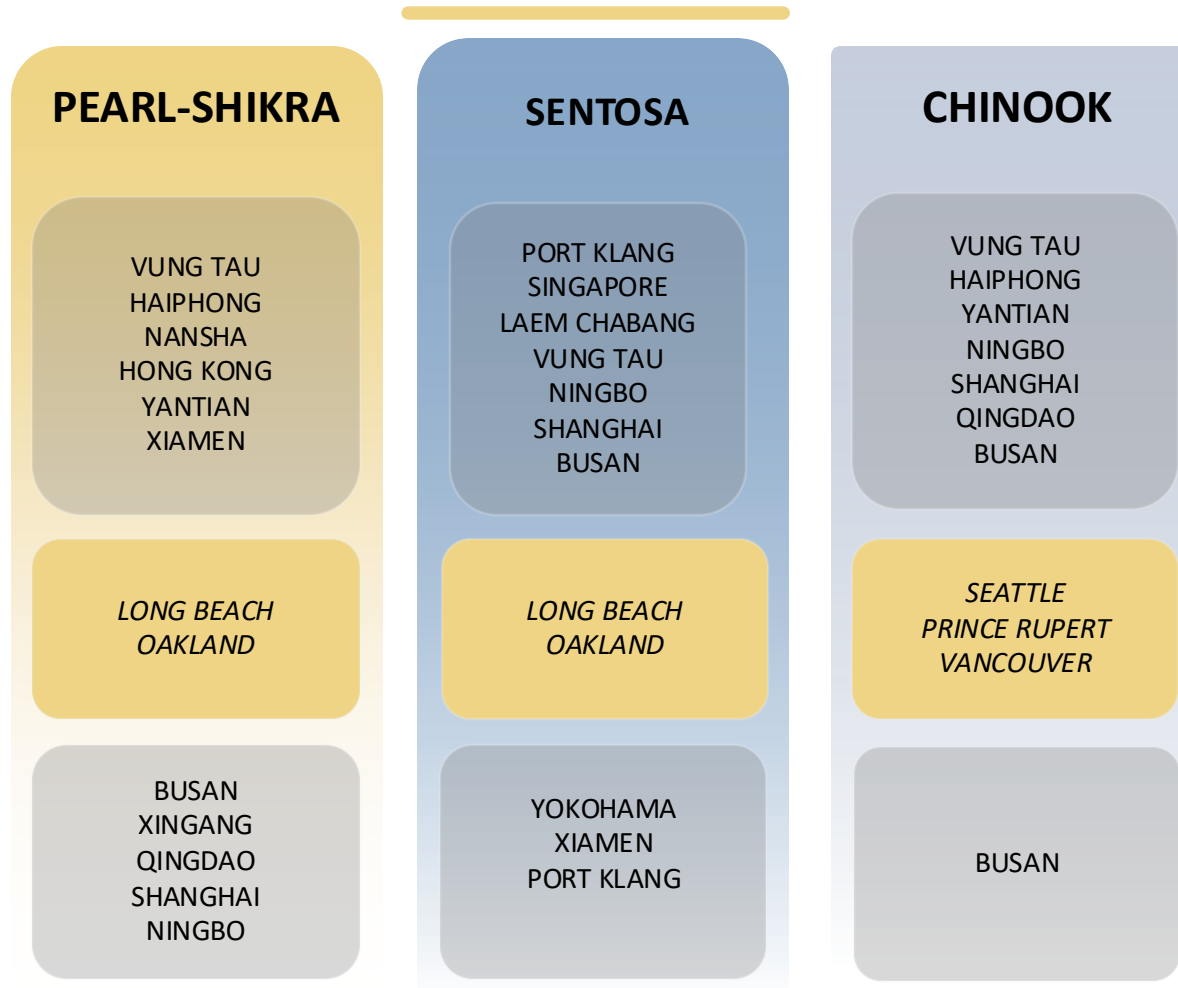 PEARL-SHIKRA
VUNG TAU
HAIPHONG
NANSHA
HONG KONG
YANTIAN
XIAMEN
LONG BEACH
OAKLAND
BUSAN
XINGANG
QINGDAO
SHANGHAI
NINGBO
SENTOSA
PORT KLANG
SINGAPORE
LAEM CHABANG
VUNG TAU
NINGBO
SHANGHAI
BUSAN
LONG BEACH
OAKLAND
YOKOHAMA
XIAMEN
PORT KLANG
CHINOOK
VUNG TAU
HAIPHONG
YANTIAN
NINGBO
SHANGHAI
QINGDAO
BUSAN
SEATTLE
PRINCE RUPERT
VANCOUVER
BUSAN